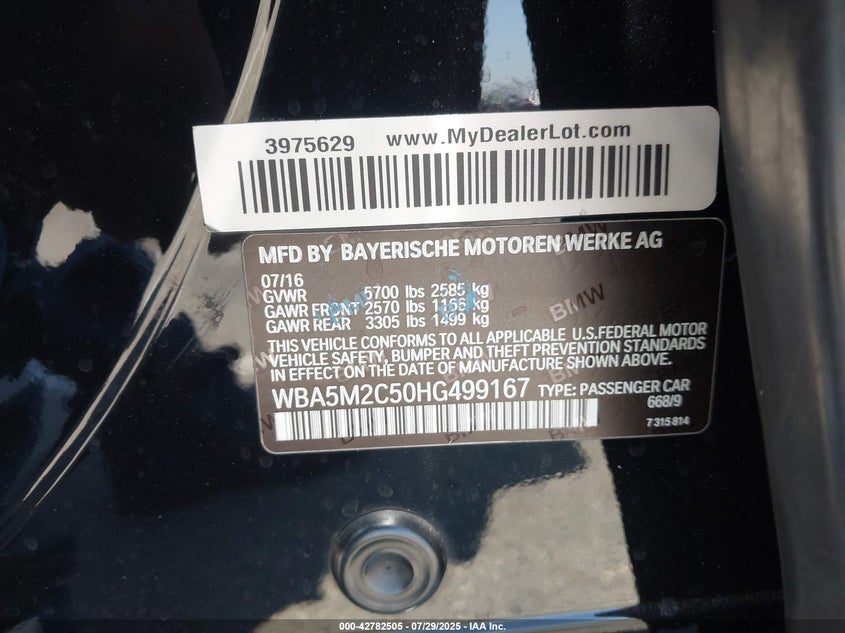 3975629 www.MyDealerLot.com
MFD BY BAYERISCHE MOTOREN WERKE AG
07/16
GVWR 5700 lbs 2585 kg
GAWR FRONT 2570 lbs 1166 kg
GAWR REAR 3305 lbs 1499 kg
THIS VEHICLE CONFORMS TO ALL APPLICABLE U.S.FEDERAL MOTOR
VEHICLE SAFETY, BUMPER AND THEFT PREVENTION STANDARDS
IN EFFECT ON THE DATE OF MANUFACTURE SHOWN ABOVE.
WBA5M2C50HG499167 TYPE: PASSENGER CAR
668/9
7 315 814
BMW
000-42782505 - 07/29/2025 - IAA Inc.